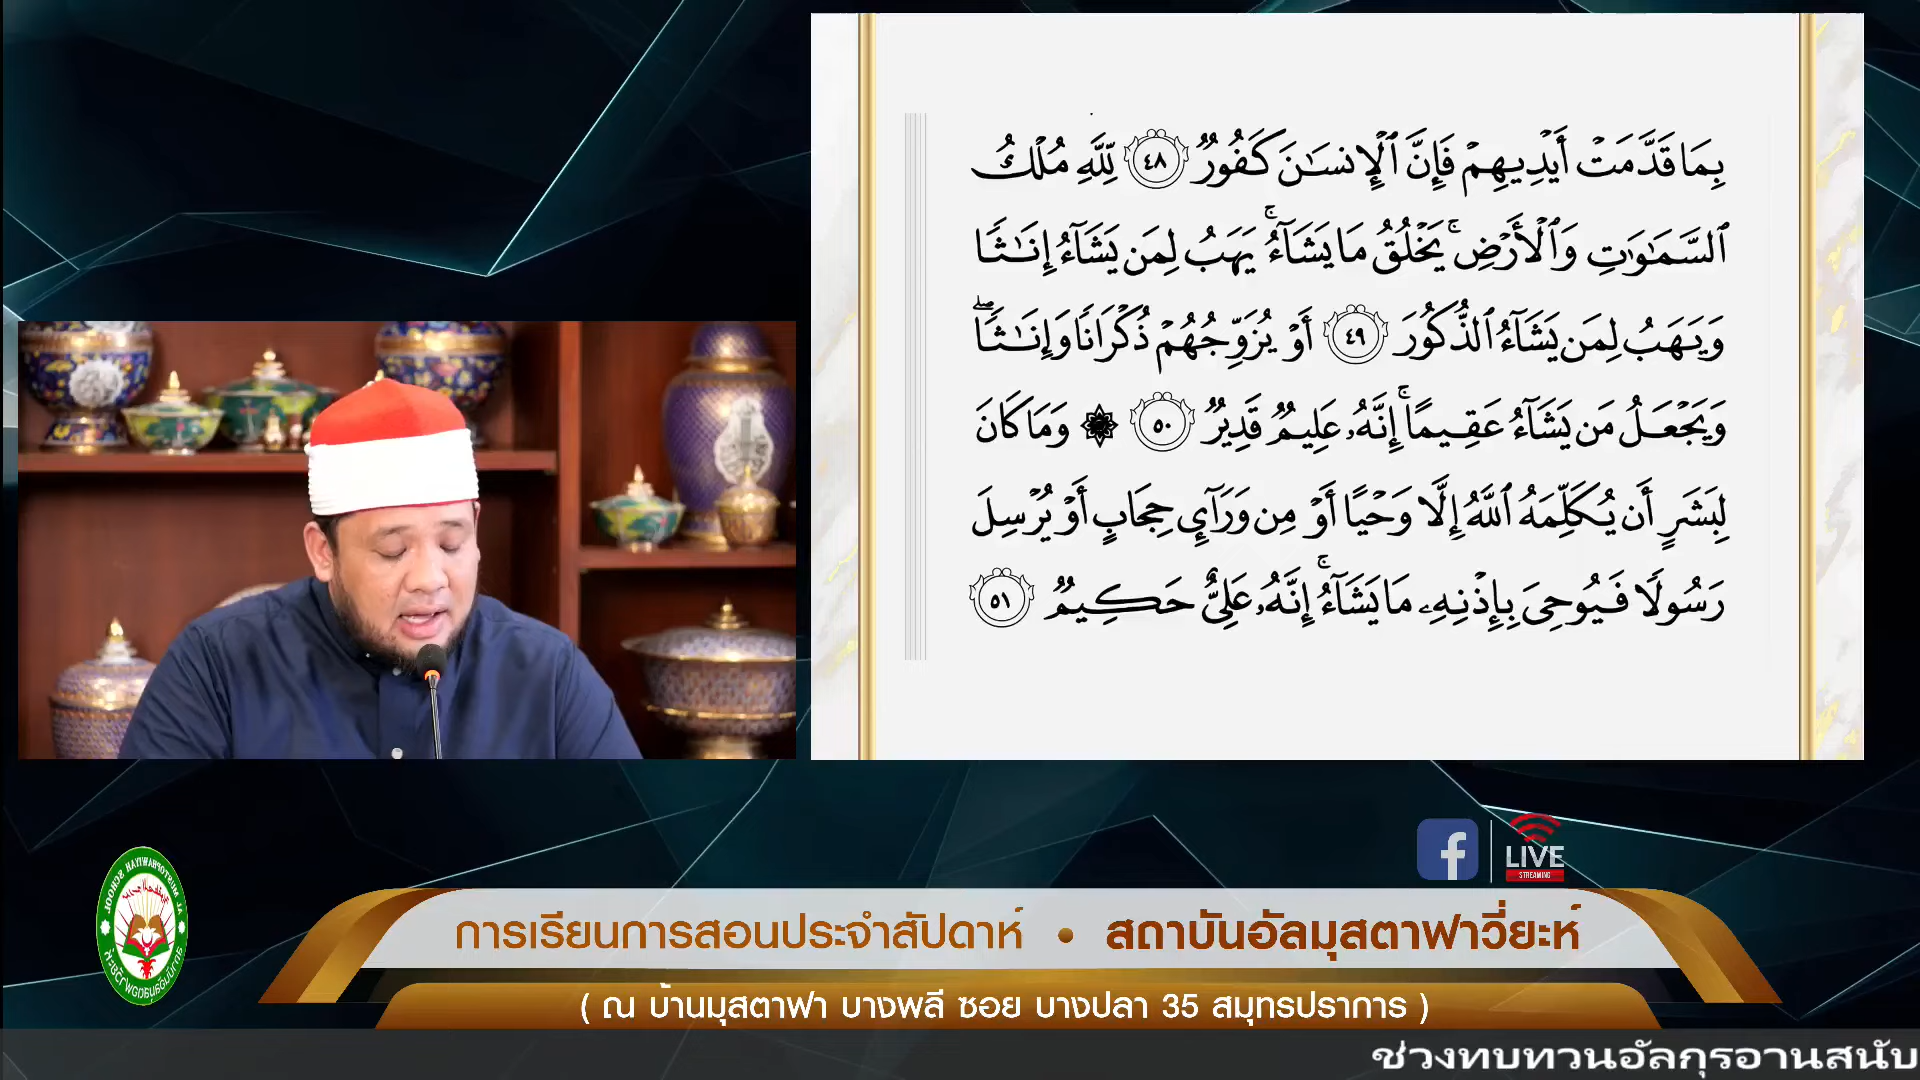 بِمَا قَدَّمَتْ أَيْدِيهِمْ فَإِنَّ ٱلْإِنسَـٰنَ كَفُورٌ ٤٨ لِّلَّهِ مُلْكُ
ٱلسَّمَـٰوَٰتِ وَٱلْأَرْضِ ۚ يَخْلُقُ مَا يَشَآءُ ۚ يَهَبُ لِمَن يَشَآءُ إِنَـٰثًا
وَيَهَبُ لِمَن يَشَآءُ ٱلذُّكُورَ ٤٩ أَوْ يُزَوِّجُهُمْ ذُكْرَانًا وَإِنَـٰثًا ۖ
وَيَجْعَلُ مَن يَشَآءُ عَقِيمًا ۚ إِنَّهُۥ عَلِيمٌ قَدِيرٌ ٥٠ ۞ وَمَا كَانَ
لِبَشَرٍ أَن يُكَلِّمَهُ ٱللَّهُ إِلَّا وَحْيًا أَوْ مِن وَرَآئِ حِجَابٍ أَوْ يُرْسِلَ
رَسُولًا فَيُوحِىَ بِإِذْنِهِۦ مَا يَشَآءُ ۚ إِنَّهُۥ عَلِىٌّ حَكِيمٌ ٥١
LIVE
STREAMING
การเรียนการสอนประจำสัปดาห์ • สถาบันอัลมุสตาฟาวี่ยะห์
( ณ บ้านมุสตาฟา บางพลี ซอย บางปลา 35 สมุทรปราการ )
ช่วงทบทวนอัลกุรอานสนับ